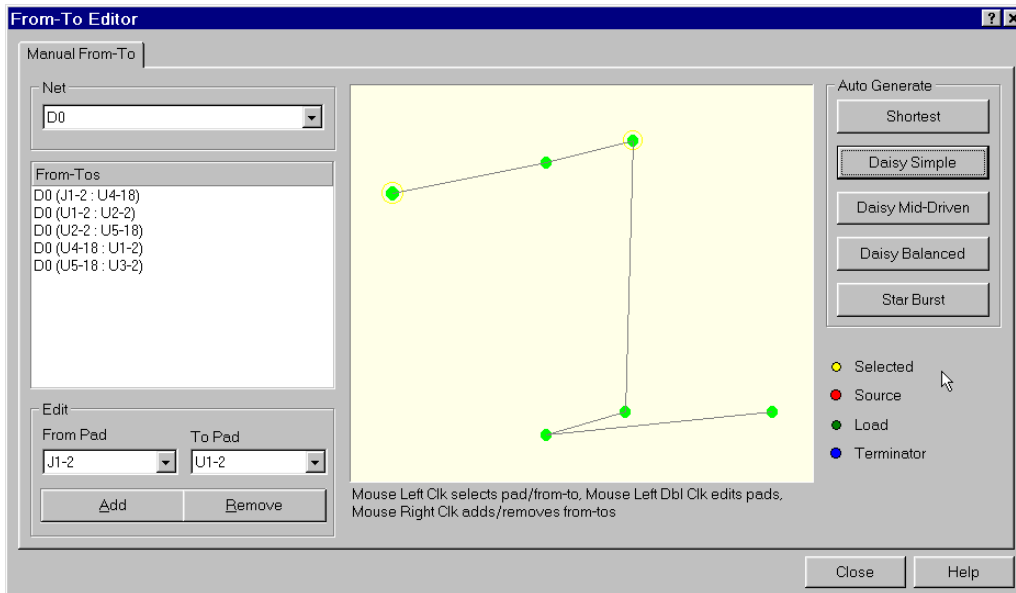 From-To Editor
Manual From-To
Net
D0
From-Tos
D0 (J1-2 : U4-18)
D0 (U1-2 : U2-2)
D0 (U2-2 : U5-18)
D0 (U4-18 : U1-2)
D0 (U5-18 : U3-2)
Edit
From Pad
To Pad
J1-2
U1-2
Add
Remove
Mouse Left Clk selects pad/from-to, Mouse Left Dbl Clk edits pads,
Mouse Right Clk adds/removes from-tos
Auto Generate
Shortest
Daisy Simple
Daisy Mid-Driven
Daisy Balanced
Star Burst
Selected
Source
Load
Terminator
Close
Help